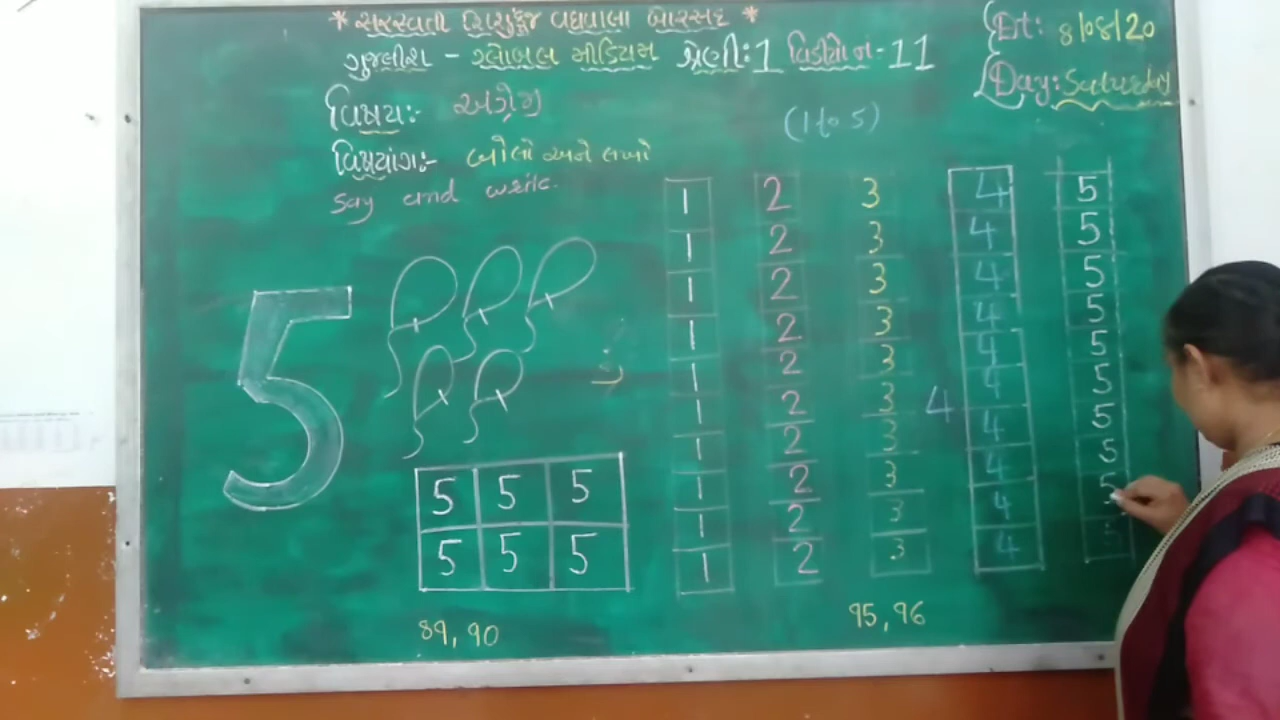 * સરસ્વતી શિશુકુંજ વઘવાલા બોરસદ *
ગુજલીશ - ગ્લોબલ મીડિયમ શ્રેણી: 1 વિડીયો નં- 11
Dt: 8/08/20
Day: Saturday
વિષય:- અંગ્રેજી
(1 to 5)
વિષયાંગ:- બોલો અને લખો
Say and write.
1 2 3 4 5
1 2 3 4 5
1 2 3 4 5
1 2 3 4 5
1 2 3 4 5
1 2 3 4 5
1 2 3 4 5
1 2 3 4 5
1 2 3 4 5
1 2 3 4 5
4
5
5 5 5
5 5 5
89, 90
95, 96